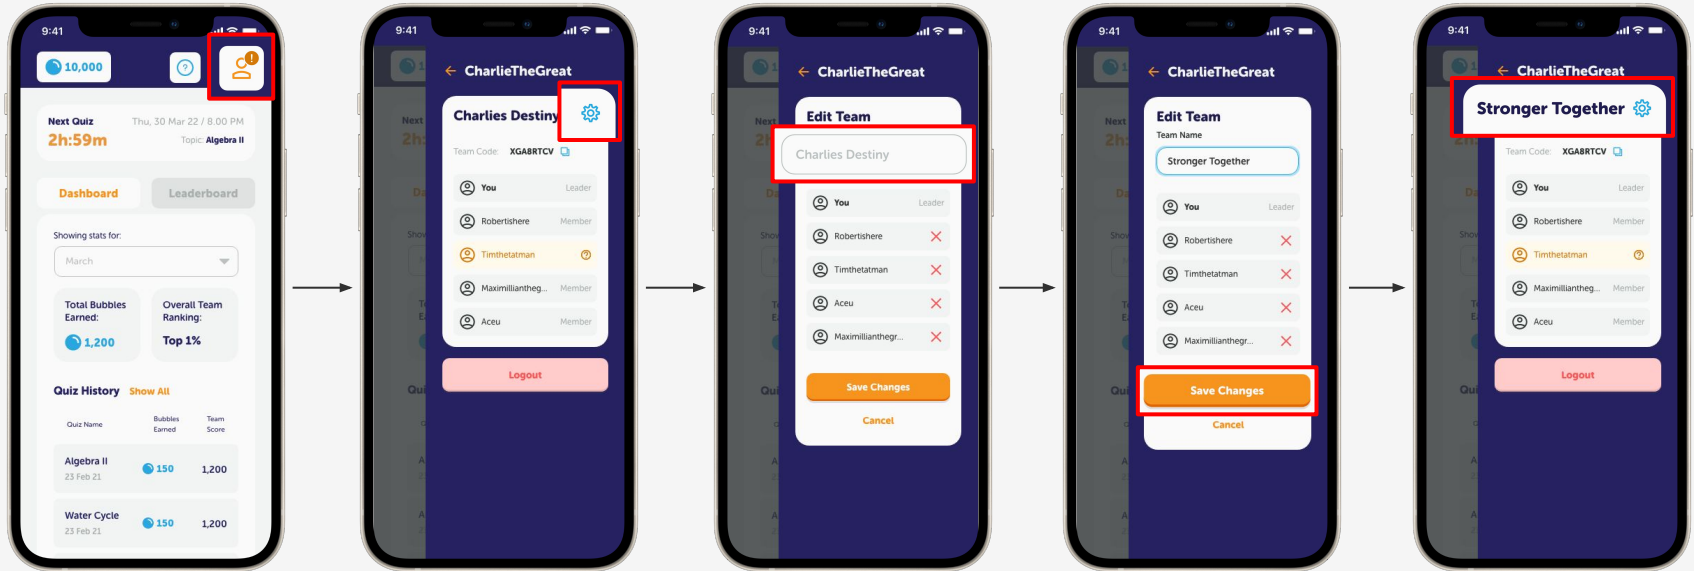 9:41
10,000
Next Quiz
Thu, 30 Mar 22 / 8.00 PM
2h:59m
Topic: Algebra II
Dashboard
Leaderboard
Showing stats for:
March
Total Bubbles
Earned:
1,200
Overall Team
Ranking:
Top 1%
Quiz History Show All
Quiz Name
Bubbles
Earned
Team
Score
Algebra II
23 Feb 21
150
1,200
Water Cycle
23 Feb 21
150
1,200
9:41
CharlieTheGreat
Charlies Destiny
Team Code: XGA8RTCV
You Leader
Robertishere Member
Timthetatman
Maximilliantheg... Member
Aceu Member
Logout
9:41
CharlieTheGreat
Edit Team
Charlies Destiny
You Leader
Robertishere
Timthetatman
Aceu
Maximillianthegr...
Save Changes
Cancel
9:41
CharlieTheGreat
Edit Team
Team Name
Stronger Together
You Leader
Robertishere
Timthetatman
Aceu
Maximillianthegr...
Save Changes
Cancel
9:41
CharlieTheGreat
Stronger Together
Team Code: XGA8RTCV
You Leader
Robertishere Member
Timthetatman
Maximilliantheg... Member
Aceu Member
Logout